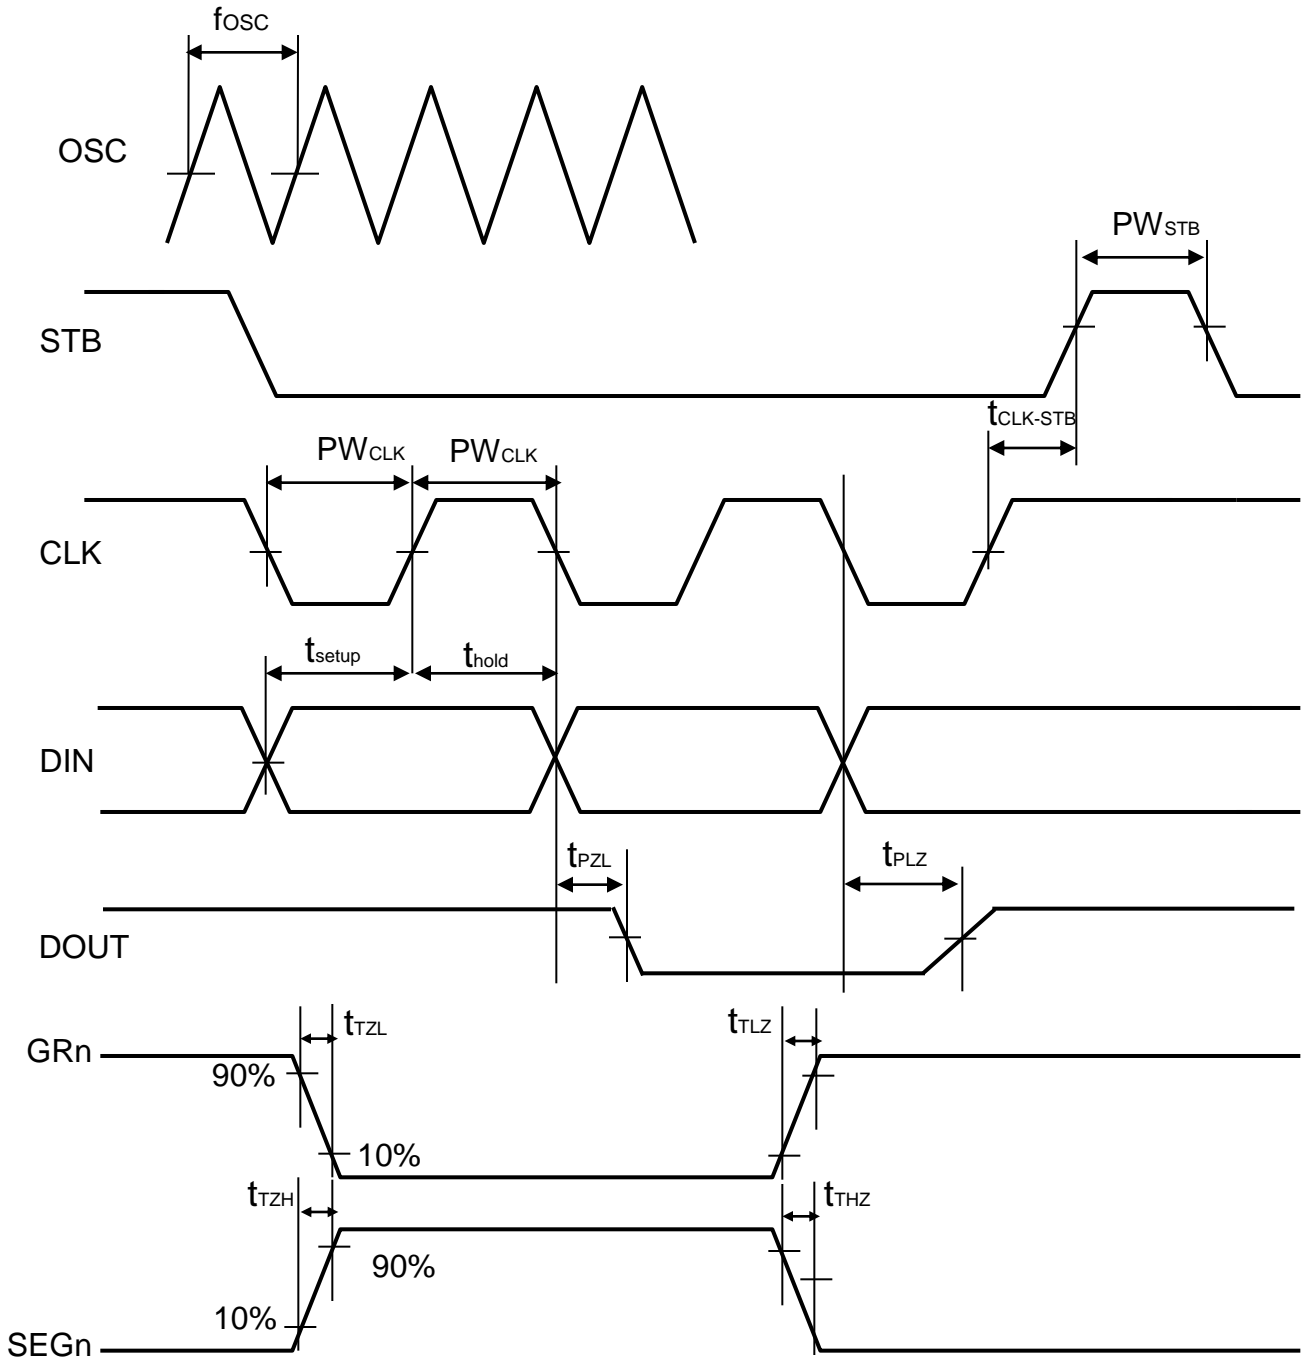 fOSC
OSC
PWSTB
STB
tCLK-STB
PWCLK PWCLK
CLK
tsetup thold
DIN
tPZL tPLZ
DOUT
tTZL tTLZ
GRn
90%
10%
tTZH tTHZ
90%
10%
SEGn